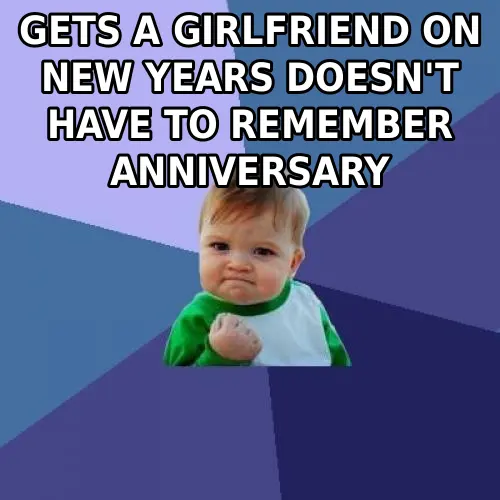 GETS A GIRLFRIEND ON
NEW YEARS DOESN'T
HAVE TO REMEMBER
ANNIVERSARY